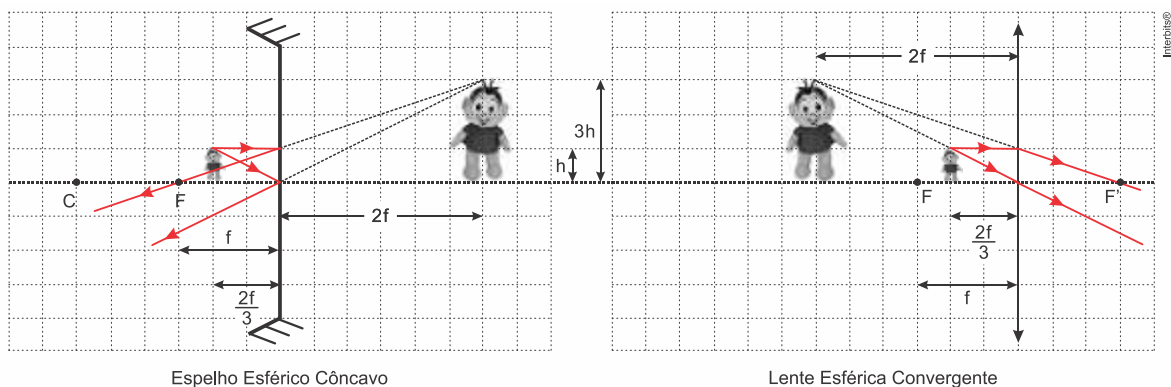 Interbits®
2f
3h
h
C
F
2f
f
2f
3
F
F'
2f
3
f
Espelho Esférico Côncavo
Lente Esférica Convergente